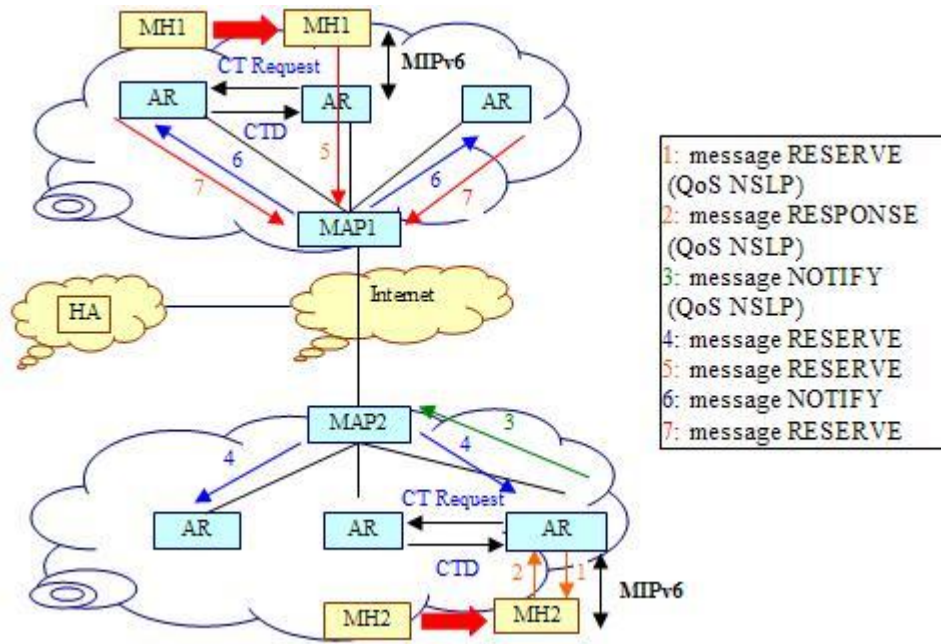 MH1
MH1
CT Request
MIPv6
AR
AR
AR
CTD
6
5
6
7
7
MAP1
HA
Internet
MAP2
3
4
4
CT Request
AR
AR
AR
CTD
2
1
MIPv6
MH2
MH2
1: message RESERVE
(QoS NSLP)
2: message RESPONSE
(QoS NSLP)
3: message NOTIFY
(QoS NSLP)
4: message RESERVE
5: message RESERVE
6: message NOTIFY
7: message RESERVE